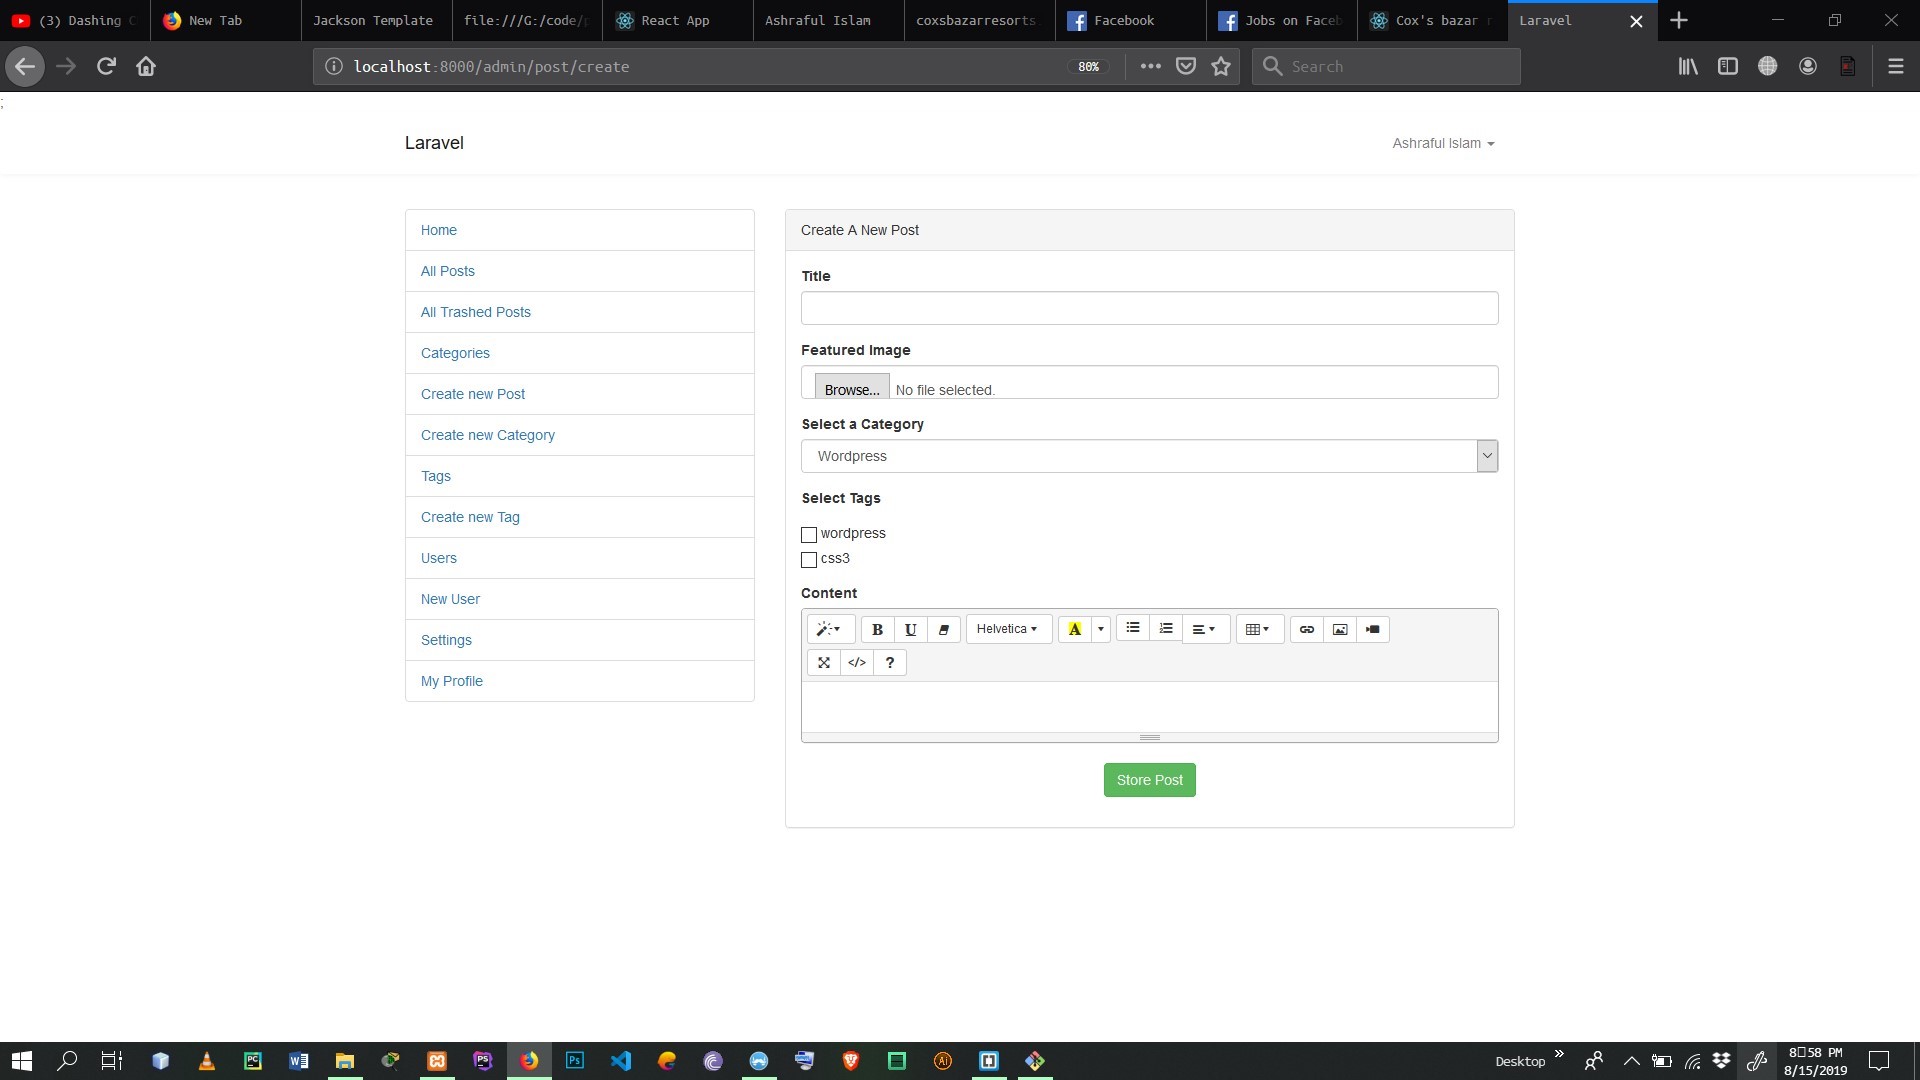 (3) Dashing C
New Tab
Jackson Template
file:///G:/code/p
React App
Ashraful Islam
coxsbazarresorts
Facebook
Jobs on Faceb
Cox's bazar r
Laravel
localhost:8000/admin/post/create
80%
Search
;
Laravel
Ashraful Islam
Home
All Posts
All Trashed Posts
Categories
Create new Post
Create new Category
Tags
Create new Tag
Users
New User
Settings
My Profile
Create A New Post
Title
Featured Image
Browse... No file selected.
Select a Category
Wordpress
Select Tags
wordpress
css3
Content
B U Helvetica A
</> ?
Store Post
Desktop
8:58 PM
8/15/2019